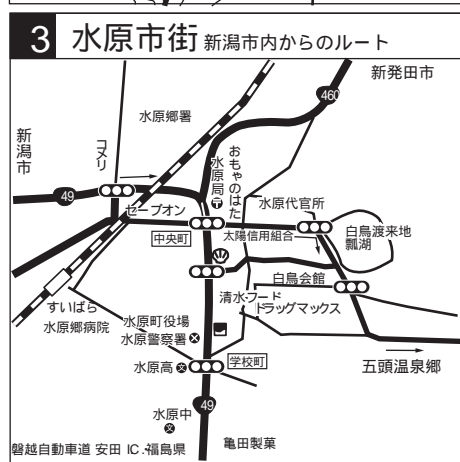 3 水原市街 新潟市内からのルート
新発田市
460
水原郷署
新潟市
コメリ
おもちゃのはた
水原局
49
セーブオン
水原代官所
中央町
太陽信用組合
白鳥渡来地
瓢湖
白鳥会館
清水フード
ドラッグマックス
すいばら
水原郷病院
水原町役場
水原警察署
水原高
学校町
五頭温泉郷
49
水原中
磐越自動車道 安田 IC.福島県
亀田製菓